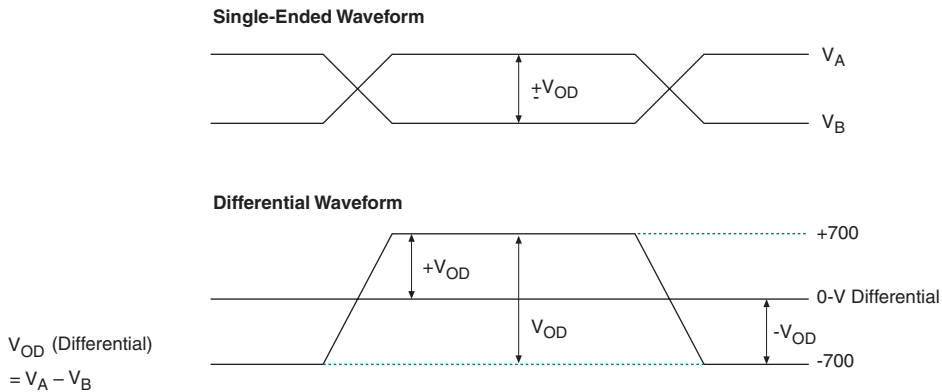 Single-Ended Waveform
V_A
±V_OD
V_B
Differential Waveform
+700
+V_OD
0-V Differential
V_OD
-V_OD
-700
V_OD (Differential)
= V_A – V_B